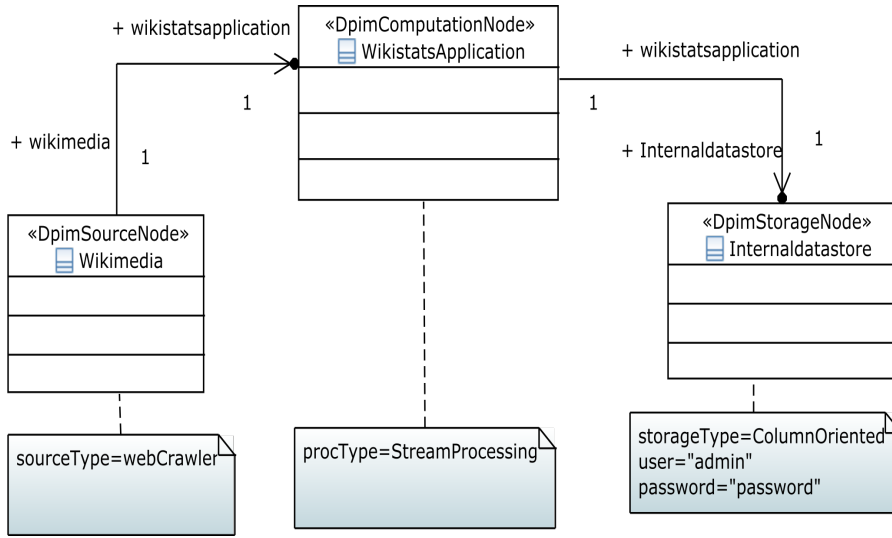 + wikistatsapplication
«DpimComputationNode»
WikistatsApplication
+ wikistatsapplication
1
1
+ wikimedia
1
+ Internaldatastore
1
«DpimSourceNode»
Wikimedia
«DpimStorageNode»
Internaldatastore
sourceType=webCrawler
procType=StreamProcessing
storageType=ColumnOriented
user="admin"
password="password"